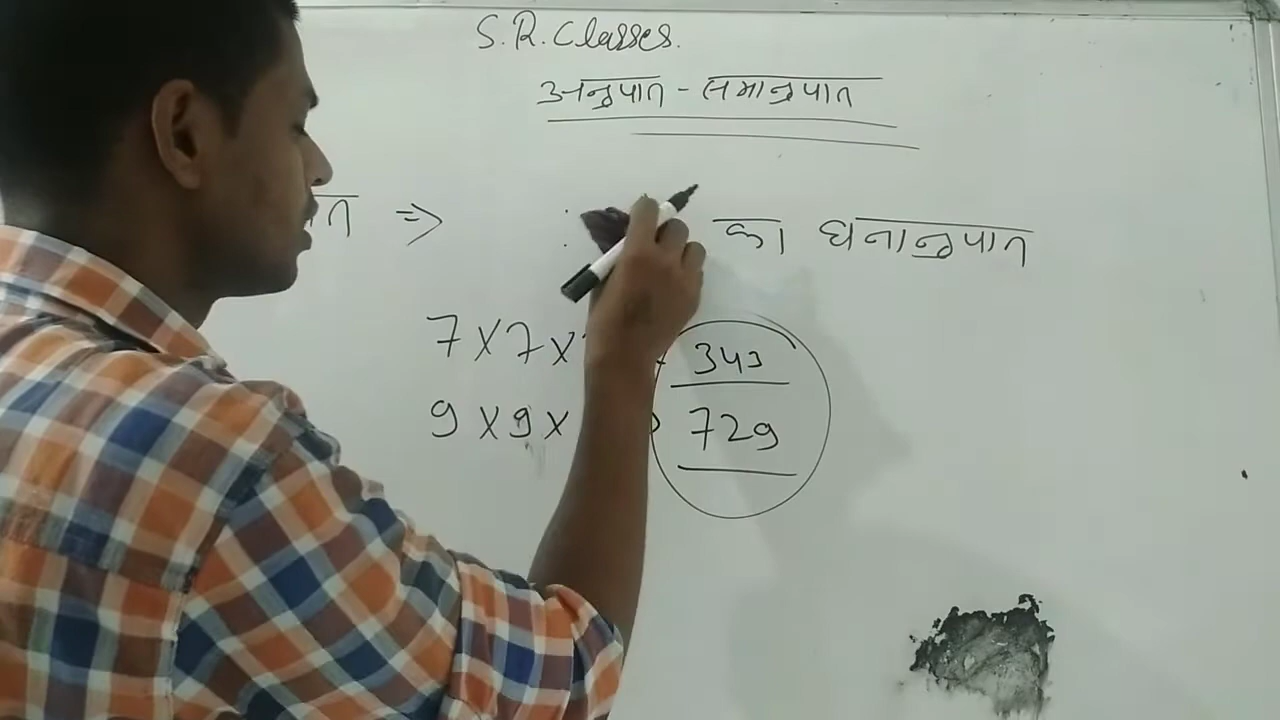 S. R. Classes.
अनुपात - समानुपात
⇒ : का घनानुपात
7 X 7 X 343
9 X 9 X 729